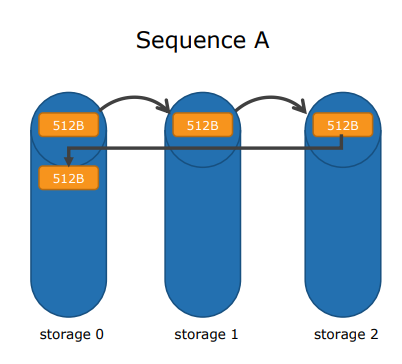 Sequence A
512B
512B
512B
512B
storage 0
storage 1
storage 2